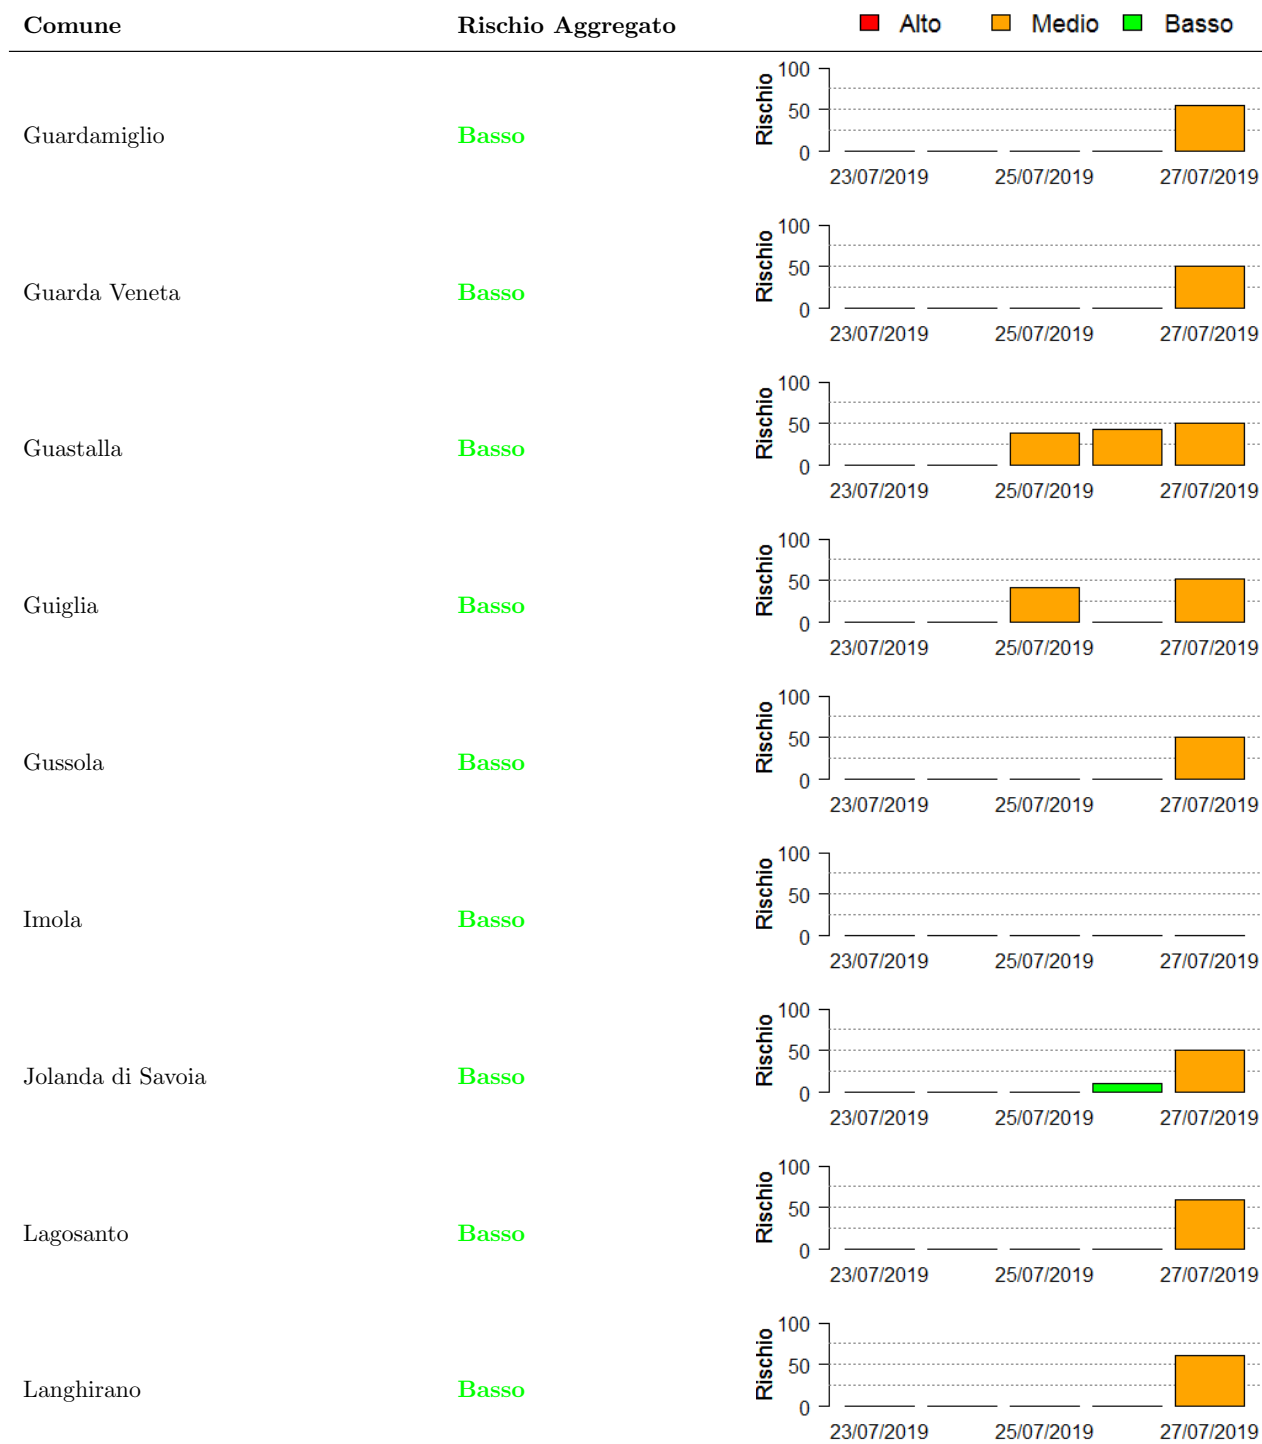 Comune Rischio Aggregato Alto Medio Basso
Guardamiglio Basso
Rischio
100
50
0
23/07/2019 25/07/2019 27/07/2019
Guarda Veneta Basso
Rischio
100
50
0
23/07/2019 25/07/2019 27/07/2019
Guastalla Basso
Rischio
100
50
0
23/07/2019 25/07/2019 27/07/2019
Guiglia Basso
Rischio
100
50
0
23/07/2019 25/07/2019 27/07/2019
Gussola Basso
Rischio
100
50
0
23/07/2019 25/07/2019 27/07/2019
Imola Basso
Rischio
100
50
0
23/07/2019 25/07/2019 27/07/2019
Jolanda di Savoia Basso
Rischio
100
50
0
23/07/2019 25/07/2019 27/07/2019
Lagosanto Basso
Rischio
100
50
0
23/07/2019 25/07/2019 27/07/2019
Langhirano Basso
Rischio
100
50
0
23/07/2019 25/07/2019 27/07/2019